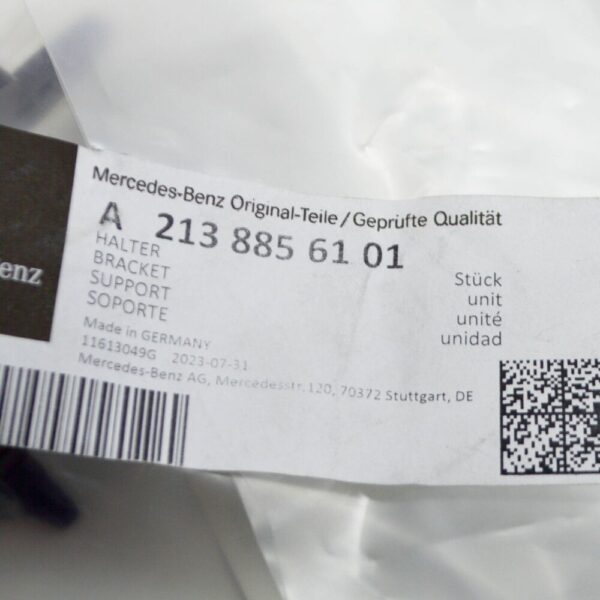 Mercedes-Benz Original-Teile/Geprüfte Qualität
A 213 885 61 01
HALTER
BRACKET
SUPPORT
SOPORTE
Stück
unit
unité
unidad
Made in GERMANY
11613049G 2023-07-31
Mercedes-Benz AG, Mercedesstr.120, 70372 Stuttgart, DE
enz